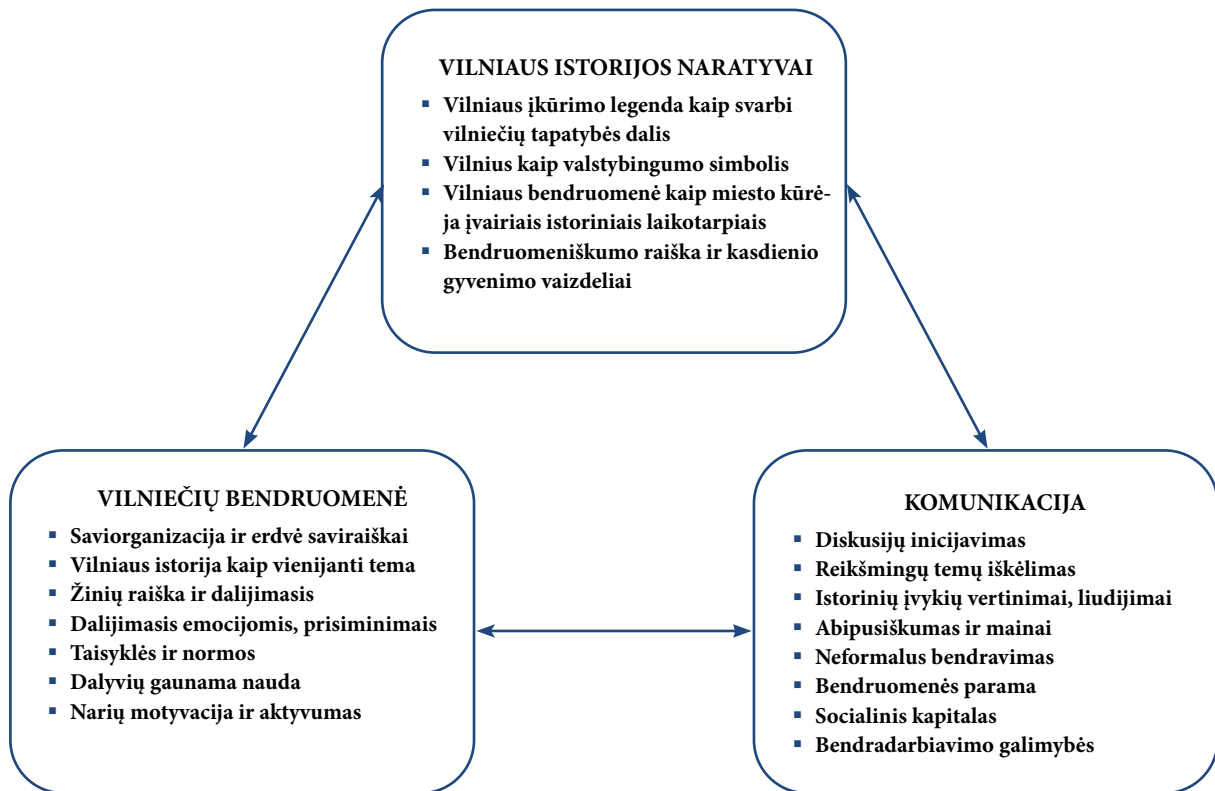 VILNIAUS ISTORIJOS NARATYVAI
▪ Vilniaus įkūrimo legenda kaip svarbi
vilniečių tapatybės dalis
▪ Vilnius kaip valstybingumo simbolis
▪ Vilniaus bendruomenė kaip miesto kūrė-
ja įvairiais istoriniais laikotarpiais
▪ Bendruomeniškumo raiška ir kasdienio
gyvenimo vaizdeliai
VILNIEČIŲ BENDRUOMENĖ
▪ Saviorganizacija ir erdvė saviraiškai
▪ Vilniaus istorija kaip vienijanti tema
▪ Žinių raiška ir dalijimasis
▪ Dalijimasis emocijomis, prisiminimais
▪ Taisyklės ir normos
▪ Dalyvių gaunama nauda
▪ Narių motyvacija ir aktyvumas
KOMUNIKACIJA
▪ Diskusijų inicijavimas
▪ Reikšmingų temų iškėlimas
▪ Istorinių įvykių vertinimai, liudijimai
▪ Abipusiškumas ir mainai
▪ Neformalus bendravimas
▪ Bendruomenės parama
▪ Socialinis kapitalas
▪ Bendradarbiavimo galimybės